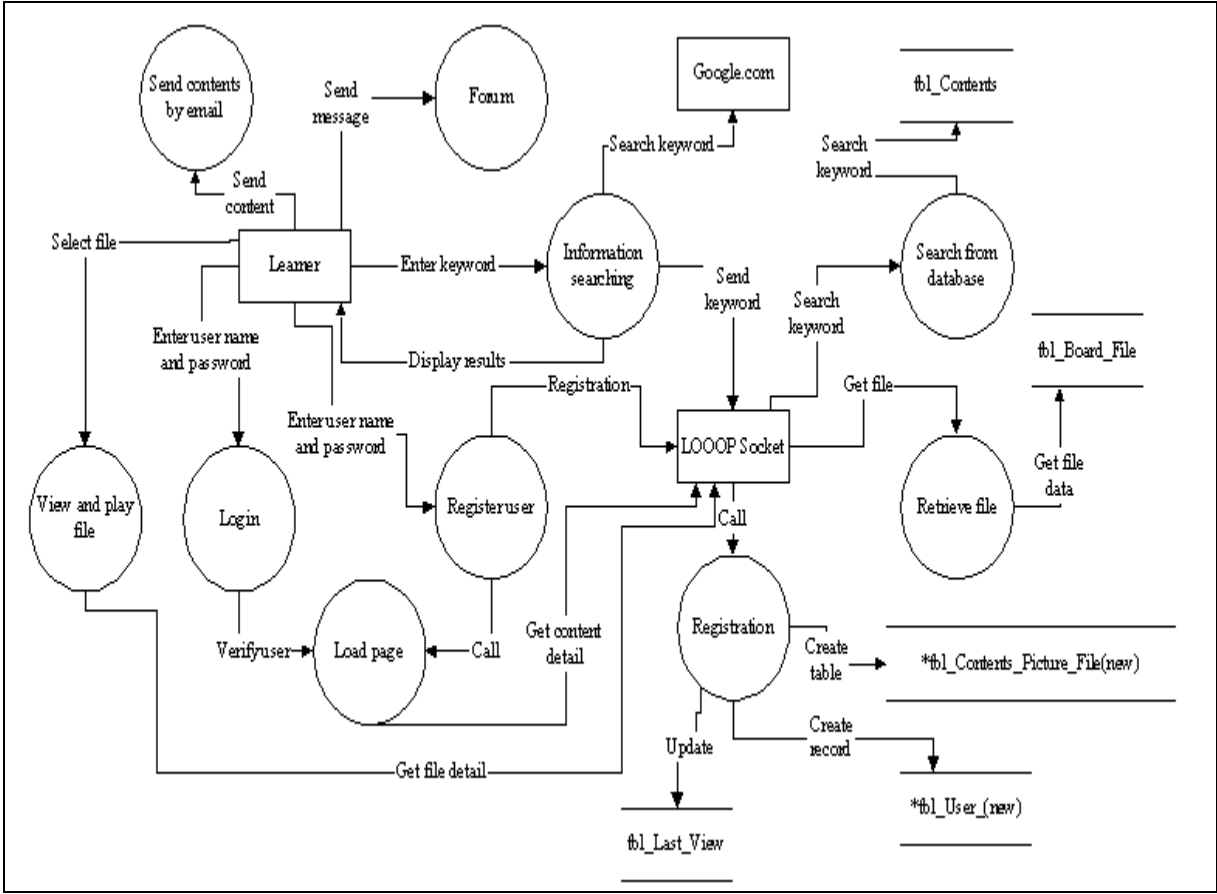 Send contents
by email
Send
message
Forum
Google.com
tbl_Contents
Search keyword
Search
keyword
Send
content
Select file
Learner
Enter keyword
Information
searching
Send
keyword
Search
keyword
Search from
database
Enter user name
and password
Display results
tbl_Board_File
Registration
Get file
Enter user name
and password
LOOOP Socket
Get file
data
View and play
file
Login
Register user
Call
Retrieve file
Verify user
Load page
Call
Get content
detail
Registration
Create
table
*tbl_Contents_Picture_File(new)
Update
Create
record
Get file detail
*tbl_User_(new)
tbl_Last_View